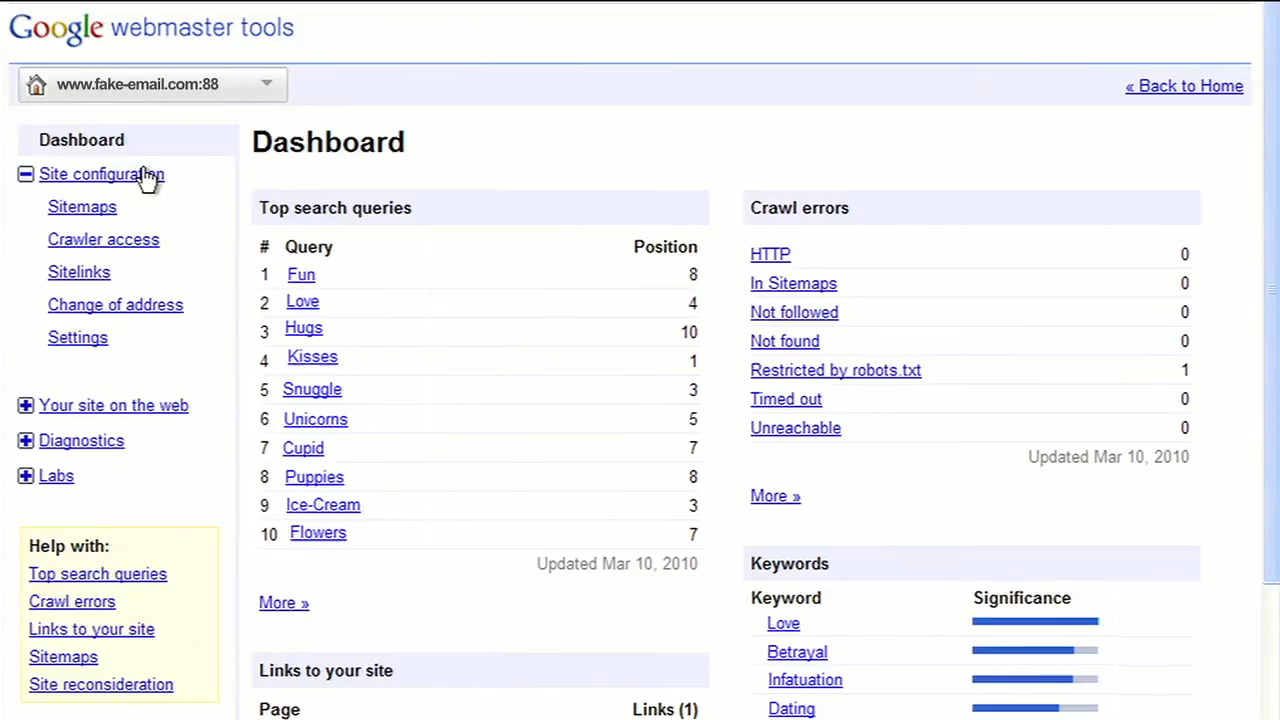 Google webmaster tools
www.fake-email.com:88
« Back to Home
Dashboard
Site configuration
Sitemaps
Crawler access
Sitelinks
Change of address
Settings
Your site on the web
Diagnostics
Labs
Help with:
Top search queries
Crawl errors
Links to your site
Sitemaps
Site reconsideration
Dashboard
Top search queries
# Query Position
1 Fun 8
2 Love 4
3 Hugs 10
4 Kisses 1
5 Snuggle 3
6 Unicorns 5
7 Cupid 7
8 Puppies 8
9 Ice-Cream 3
10 Flowers 7
Updated Mar 10, 2010
More »
Links to your site
Page Links (1)
Crawl errors
HTTP 0
In Sitemaps 0
Not followed 0
Not found 0
Restricted by robots.txt 1
Timed out 0
Unreachable 0
Updated Mar 10, 2010
More »
Keywords
Keyword Significance
Love
Betrayal
Infatuation
Dating